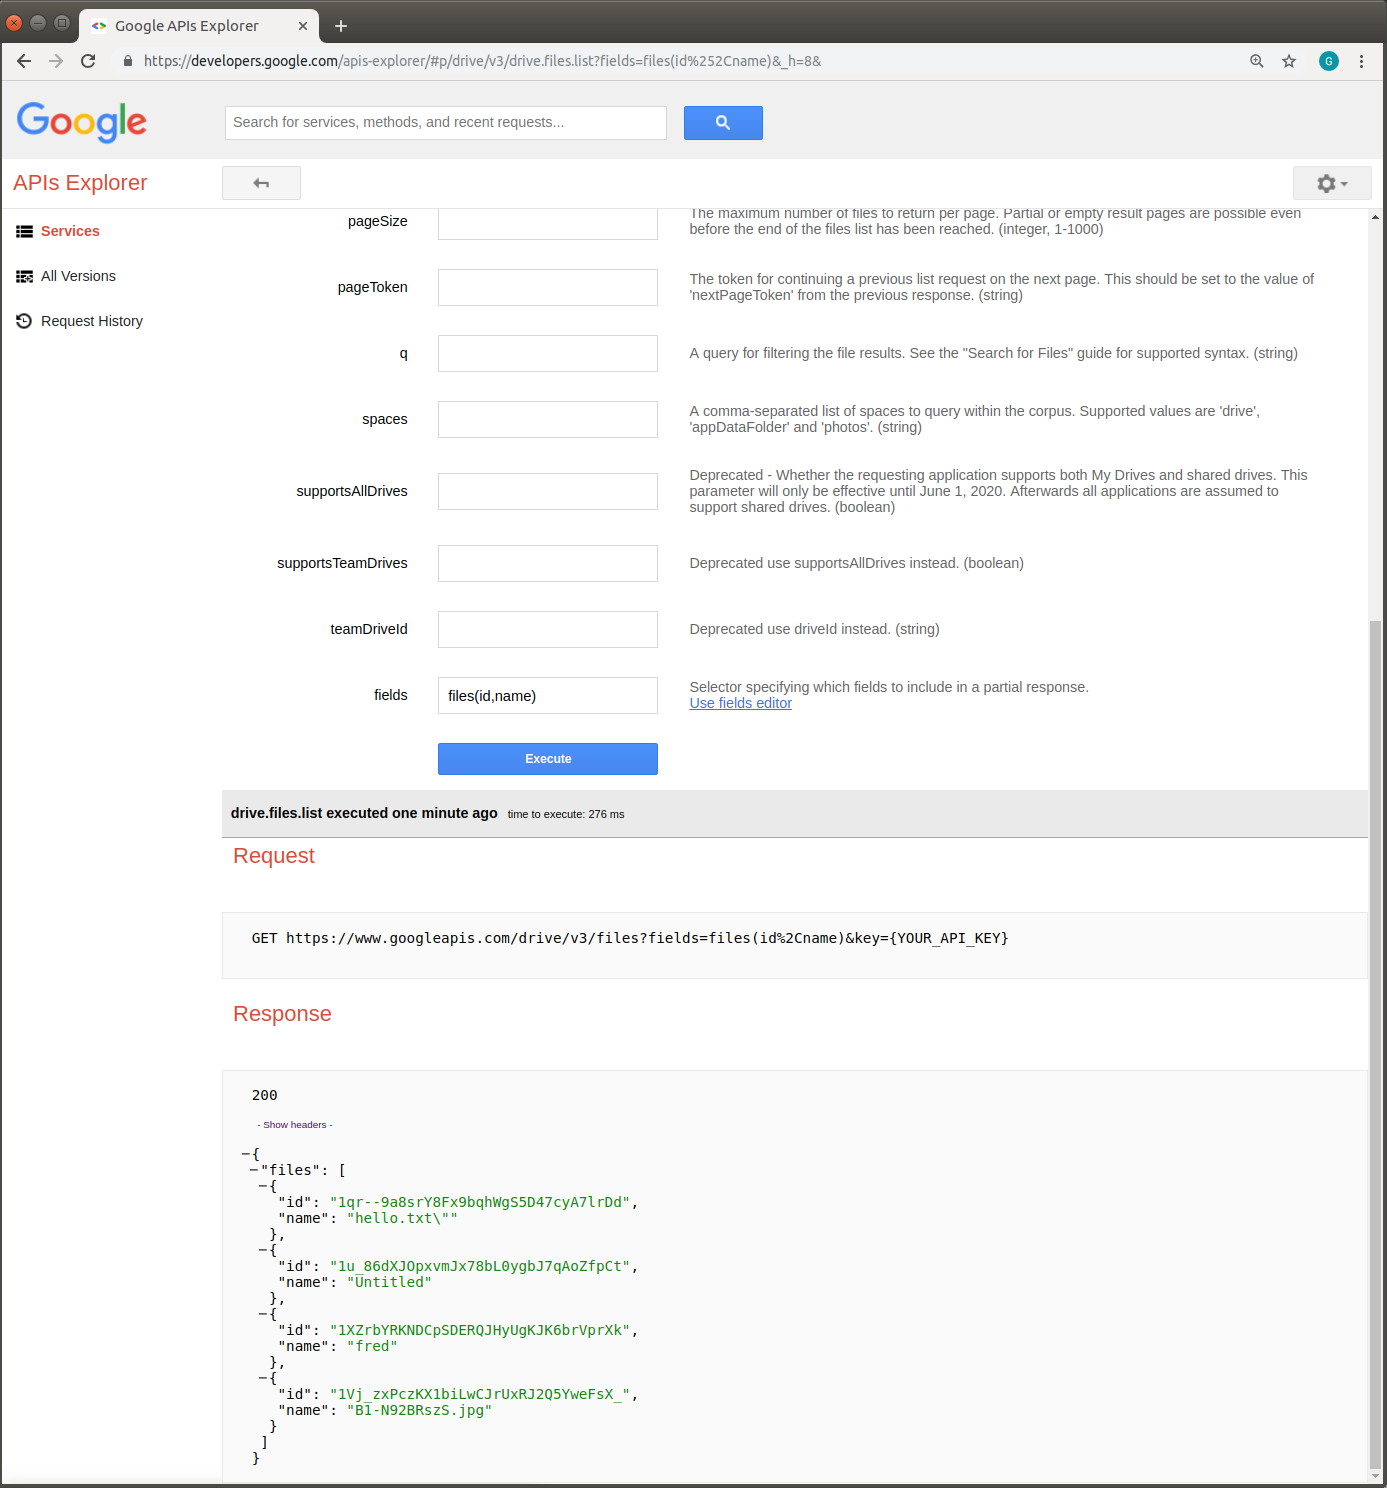 Google APIs Explorer
https://developers.google.com/apis-explorer/#p/drive/v3/drive.files.list?fields=files(id%252Cname)&_h=8&
G
Google
Search for services, methods, and recent requests...
APIs Explorer
Services
All Versions
Request History
pageSize
The maximum number of files to return per page. Partial or empty result pages are possible even
before the end of the files list has been reached. (integer, 1-1000)
pageToken
The token for continuing a previous list request on the next page. This should be set to the value of
'nextPageToken' from the previous response. (string)
q
A query for filtering the file results. See the "Search for Files" guide for supported syntax. (string)
spaces
A comma-separated list of spaces to query within the corpus. Supported values are 'drive',
'appDataFolder' and 'photos'. (string)
supportsAllDrives
Deprecated - Whether the requesting application supports both My Drives and shared drives. This
parameter will only be effective until June 1, 2020. Afterwards all applications are assumed to
support shared drives. (boolean)
supportsTeamDrives
Deprecated use supportsAllDrives instead. (boolean)
teamDriveId
Deprecated use driveId instead. (string)
fields
files(id,name)
Selector specifying which fields to include in a partial response.
Use fields editor
Execute
drive.files.list executed one minute ago time to execute: 276 ms
Request
GET https://www.googleapis.com/drive/v3/files?fields=files(id%2Cname)&key={YOUR_API_KEY}
Response
200
- Show headers -
{
"files": [
{
"id": "1qr--9a8srY8Fx9bqhWgS5D47cyA7lrDd",
"name": "hello.txt\""
},
{
"id": "1u_86dXJOpxvmJx78bL0ygbJ7qAoZfpCt",
"name": "Untitled"
},
{
"id": "1XZrbYRKNDCpSDERQJHyUgKJK6brVprXk",
"name": "fred"
},
{
"id": "1Vj_zxPczKX1biLwCJrUxRJ2Q5YweFsX_",
"name": "B1-N92BRszS.jpg"
}
]
}